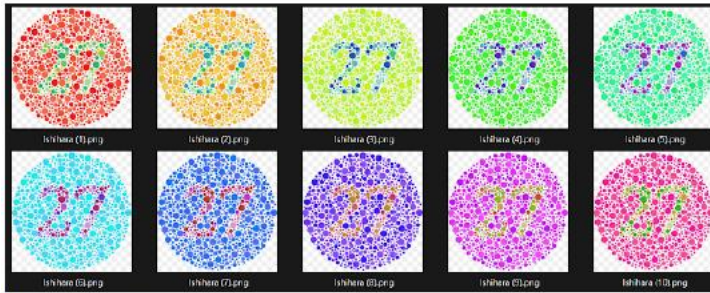 27 27 27 27 27
Ishihara (1).png Ishihara (2).png Ishihara (3).png Ishihara (4).png Ishihara (5).png
27 27 27 27 27
Ishihara (6).png Ishihara (7).png Ishihara (8).png Ishihara (9).png Ishihara (10).png